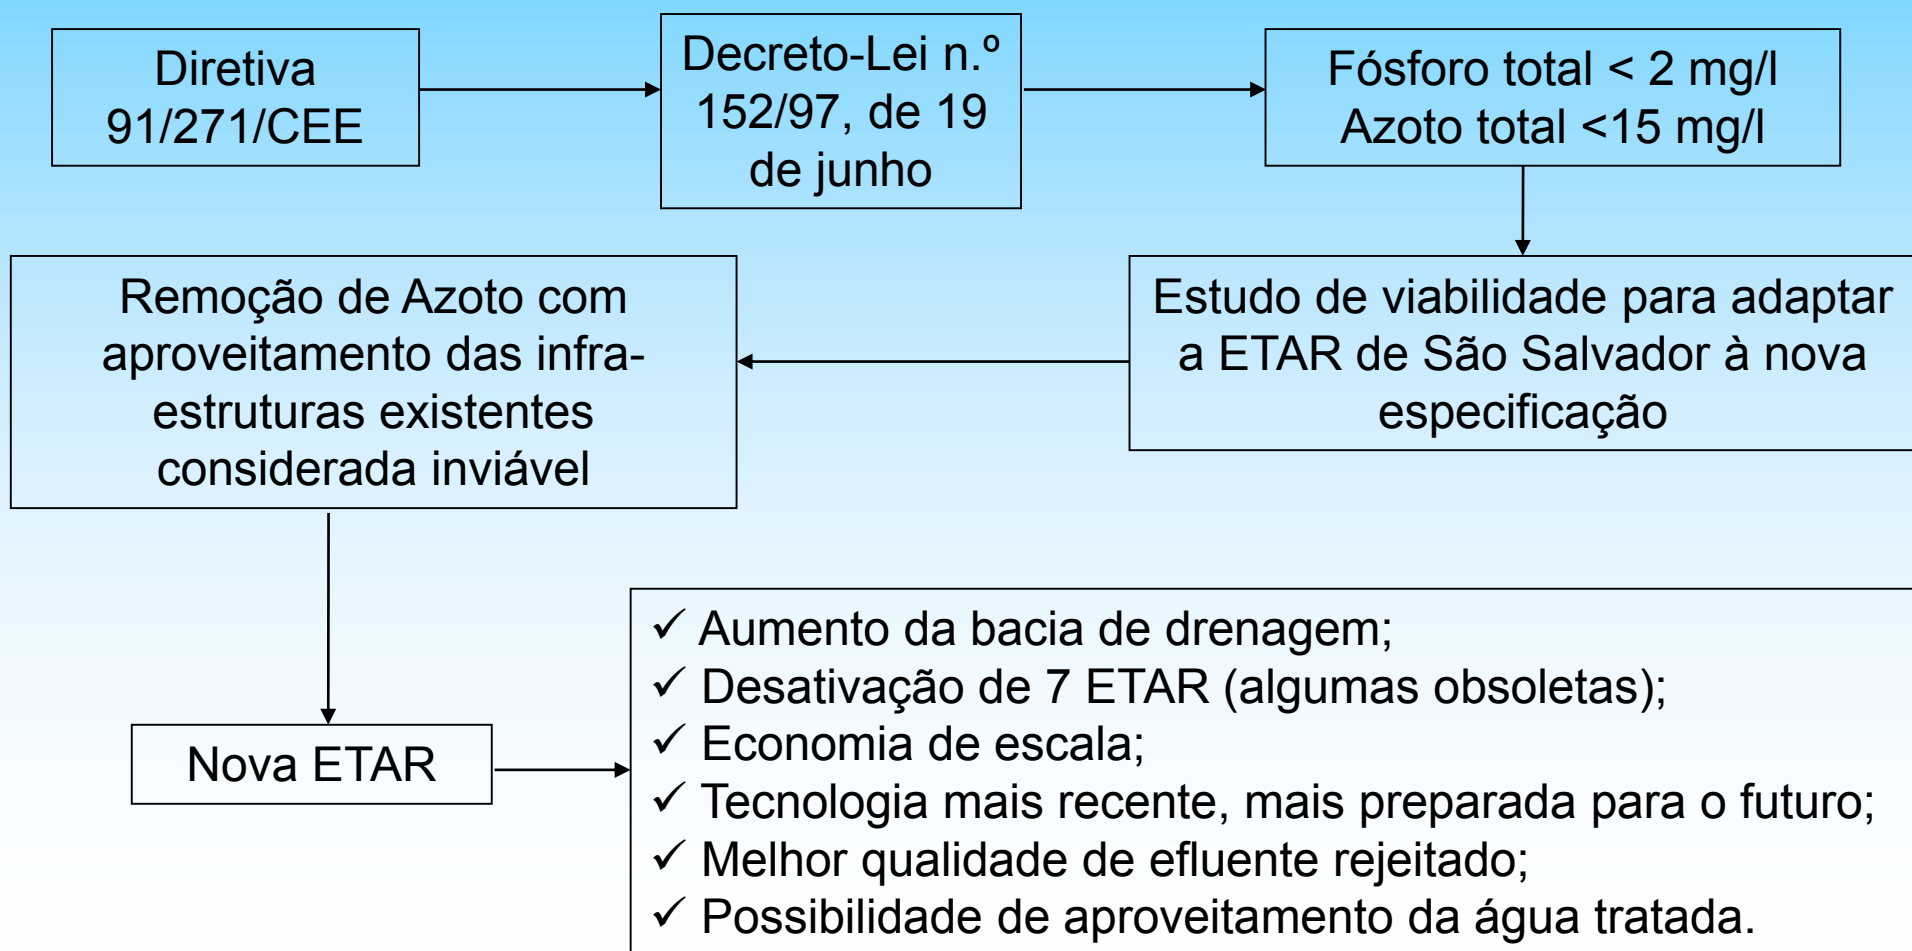 Diretiva
91/271/CEE
Decreto-Lei n.º
152/97, de 19
de junho
Fósforo total < 2 mg/l
Azoto total <15 mg/l
Estudo de viabilidade para adaptar
a ETAR de São Salvador à nova
especificação
Remoção de Azoto com
aproveitamento das infra-
estruturas existentes
considerada inviável
Nova ETAR
✓ Aumento da bacia de drenagem;
✓ Desativação de 7 ETAR (algumas obsoletas);
✓ Economia de escala;
✓ Tecnologia mais recente, mais preparada para o futuro;
✓ Melhor qualidade de efluente rejeitado;
✓ Possibilidade de aproveitamento da água tratada.